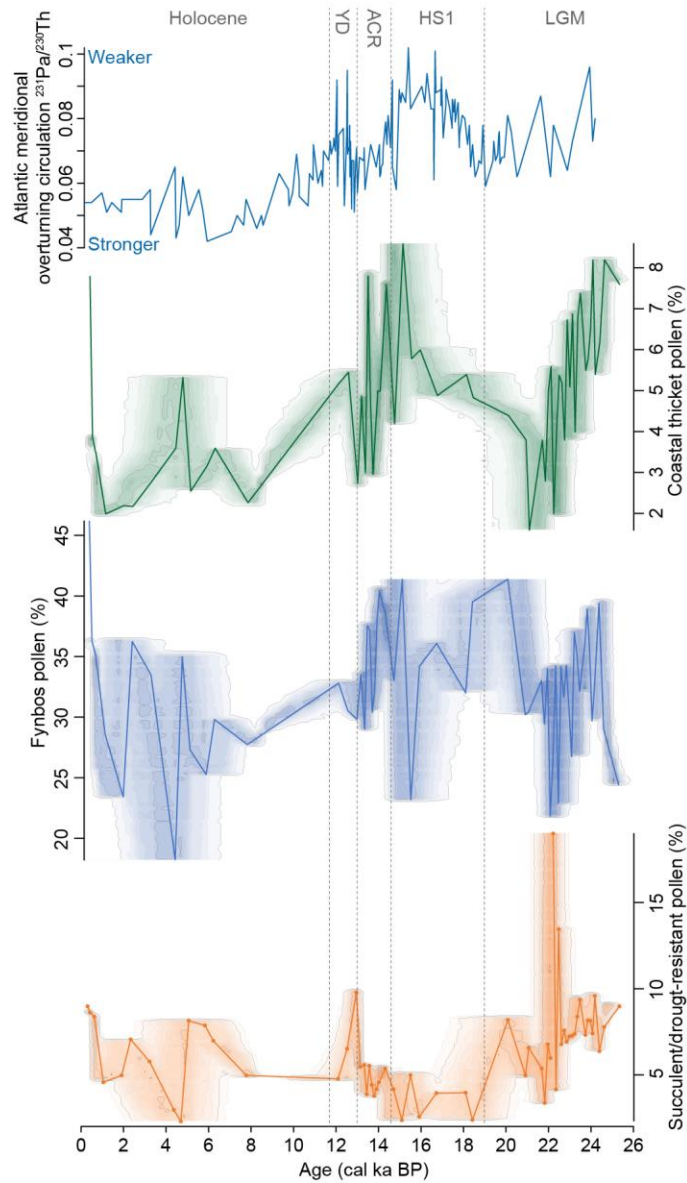 Holocene YD ACR HS1 LGM
Atlantic meridional
overturning circulation ²³¹Pa/²³⁰Th
0.1
0.08
0.06
0.04
Weaker
Stronger
Coastal thicket pollen (%)
8
7
6
5
4
3
2
Fynbos pollen (%)
45
40
35
30
25
20
Succulent/drougt-resistant pollen (%)
15
10
5
0 2 4 6 8 10 12 14 16 18 20 22 24 26
Age (cal ka BP)